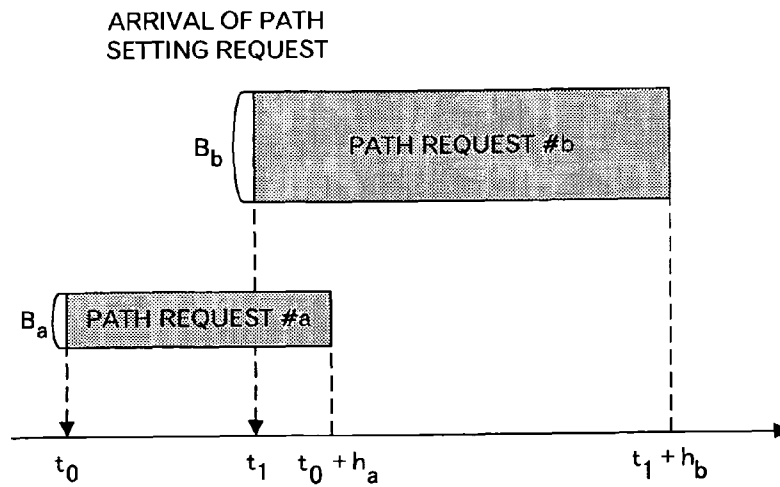 ARRIVAL OF PATH
SETTING REQUEST
B_b
PATH REQUEST #b
B_a
PATH REQUEST #a
t_0
t_1
t_0 + h_a
t_1 + h_b